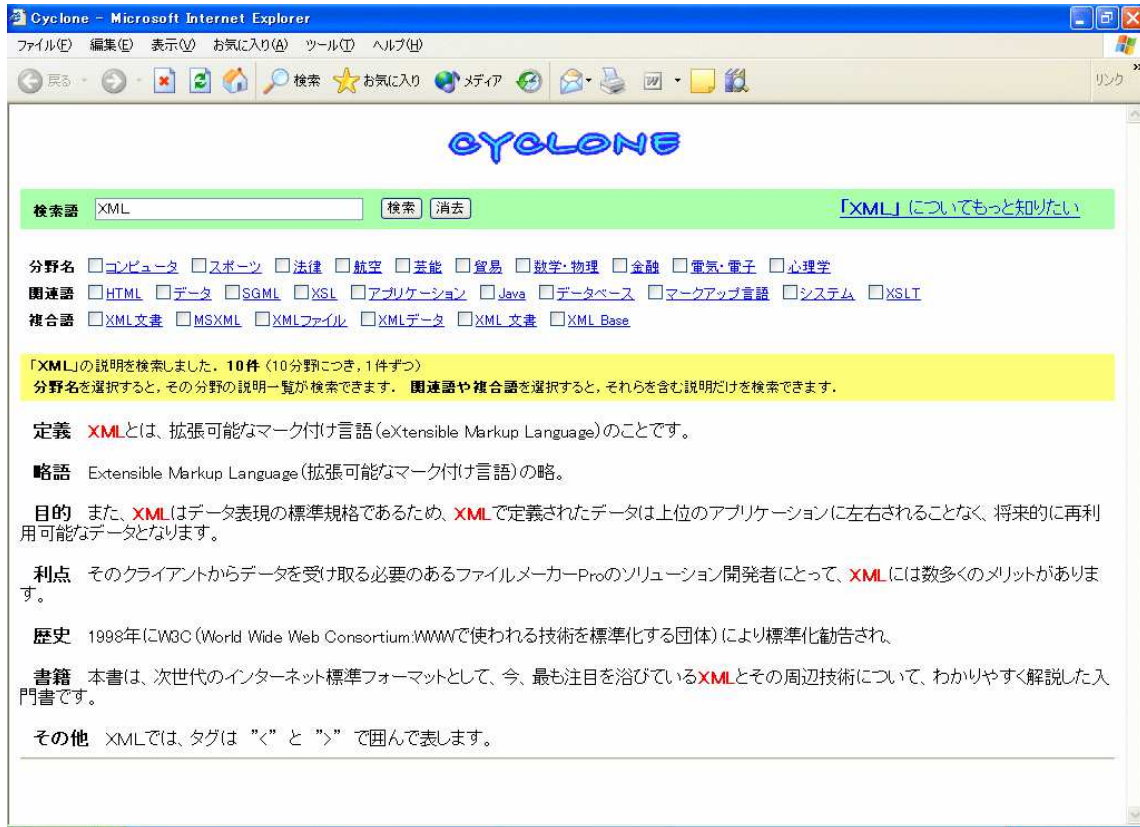 Cyclone - Microsoft Internet Explorer
ファイル(F) 編集(E) 表示(V) お気に入り(A) ツール(T) ヘルプ(H)
戻る 検索 お気に入り メディア リンク »
CYCLONE
検索語 XML 検索 消去 「XML」についてもっと知りたい
分野名 コンピュータ スポーツ 法律 航空 芸能 貿易 数学・物理 金融 電気・電子 心理学
関連語 HTML データ SGML XSL アプリケーション Java データベース マークアップ言語 システム XSLT
複合語 XML文書 MSXML XMLファイル XMLデータ XML 文書 XML Base
「XML」の説明を検索しました. 10件 (10分野につき, 1件ずつ)
分野名を選択すると, その分野の説明一覧が検索できます. 関連語や複合語を選択すると, それらを含む説明だけを検索できます.
定義 XMLとは、拡張可能なマーク付け言語(eXtensible Markup Language)のことです。
略語 Extensible Markup Language(拡張可能なマーク付け言語)の略。
目的 また、XMLはデータ表現の標準規格であるため、XMLで定義されたデータは上位のアプリケーションに左右されることなく、将来的に再利
用可能なデータとなります。
利点 そのクライアントからデータを受け取る必要のあるファイルメーカーProのソリューション開発者にとって、XMLには数多くのメリットがありま
す。
歴史 1998年にW3C(World Wide Web Consortium:WWWで使われる技術を標準化する団体)により標準化勧告され、
書籍 本書は、次世代のインターネット標準フォーマットとして、今、最も注目を浴びているXMLとその周辺技術について、わかりやすく解説した入
門書です。
その他 XMLでは、タグは ”<” と ”>” で囲んで表します。